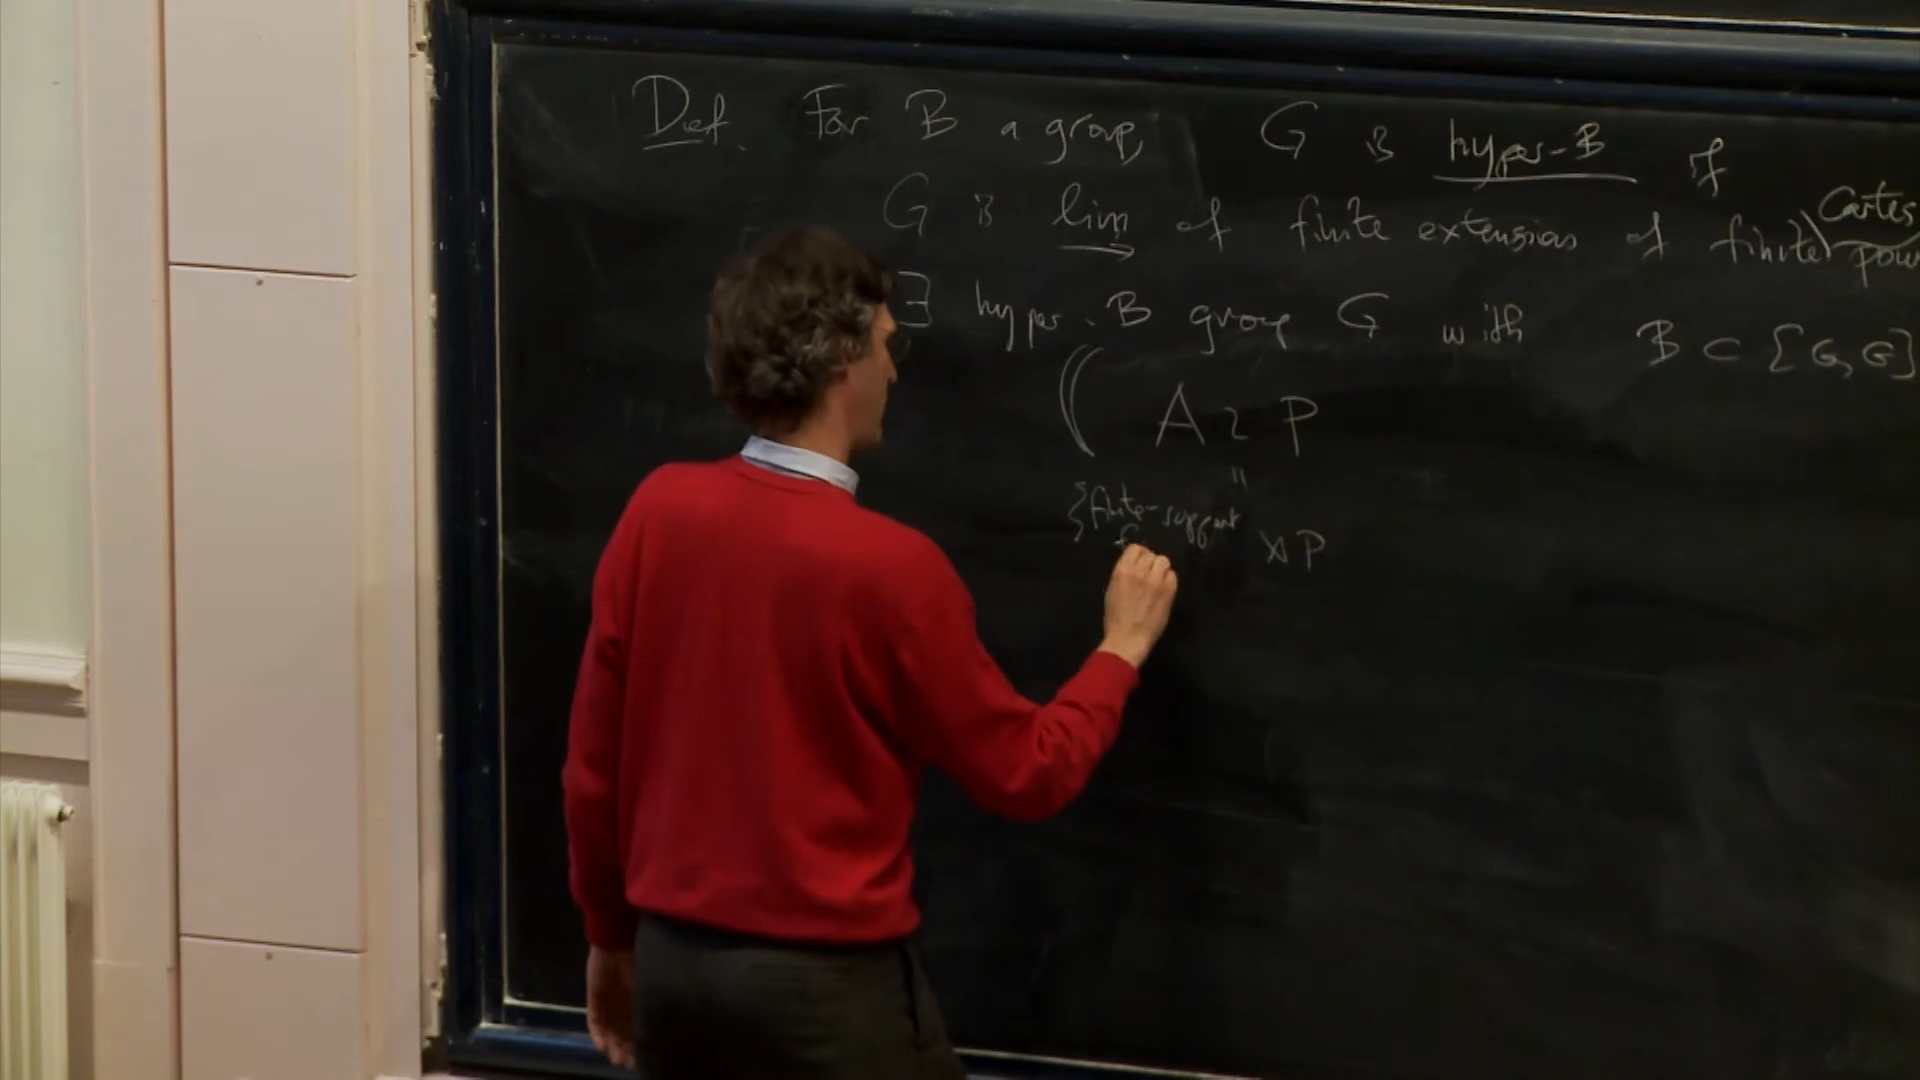 Def. For B a group, G is hyper-B if
G is lim of finite extensions of finite Cartes
pow
∃ hyper-B group G with B ⊂ [G, G]
( A ≀ P
"
{finite-support ⋊ P
f